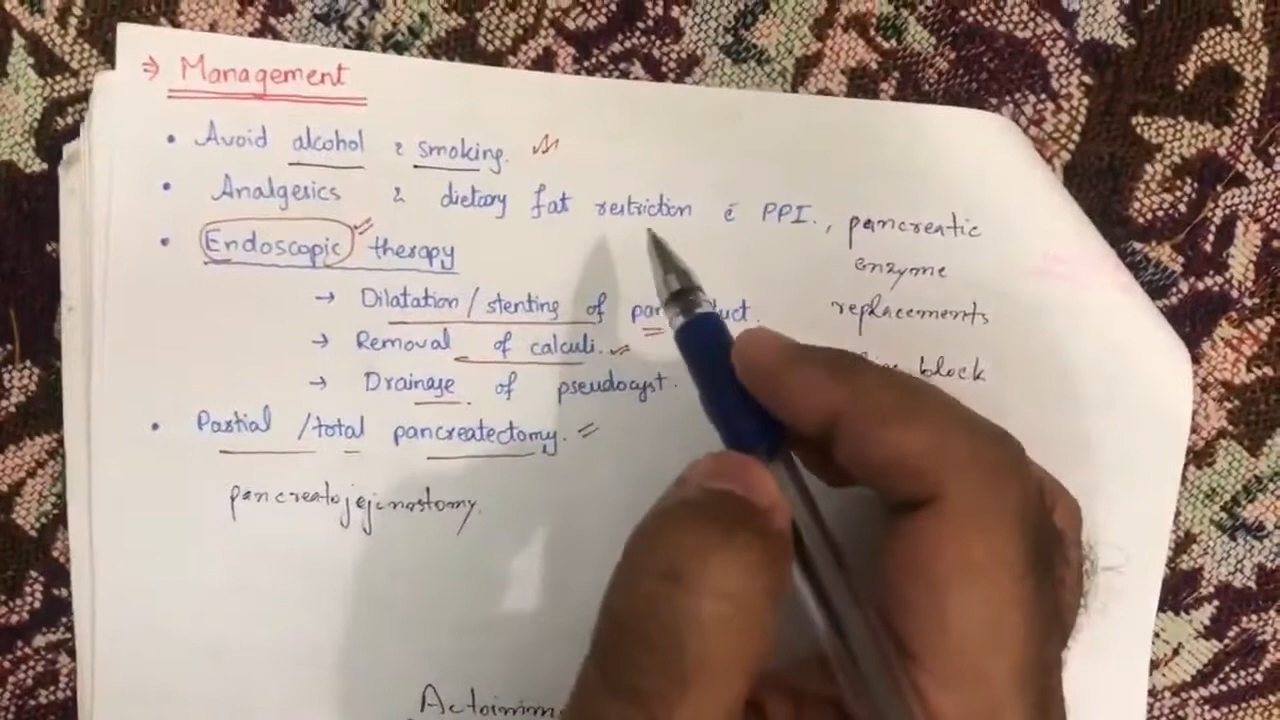 ⇒ Management
• Avoid alcohol & smoking.
• Analgesics & dietary fat restriction c̄ PPI., pancreatic
enzyme
replacements
block
• Endoscopic therapy
→ Dilatation / stenting of duct.
→ Removal of calculi.
→ Drainage of pseudocyst.
• Partial / total pancreatectomy.
pancreatojejunostomy.